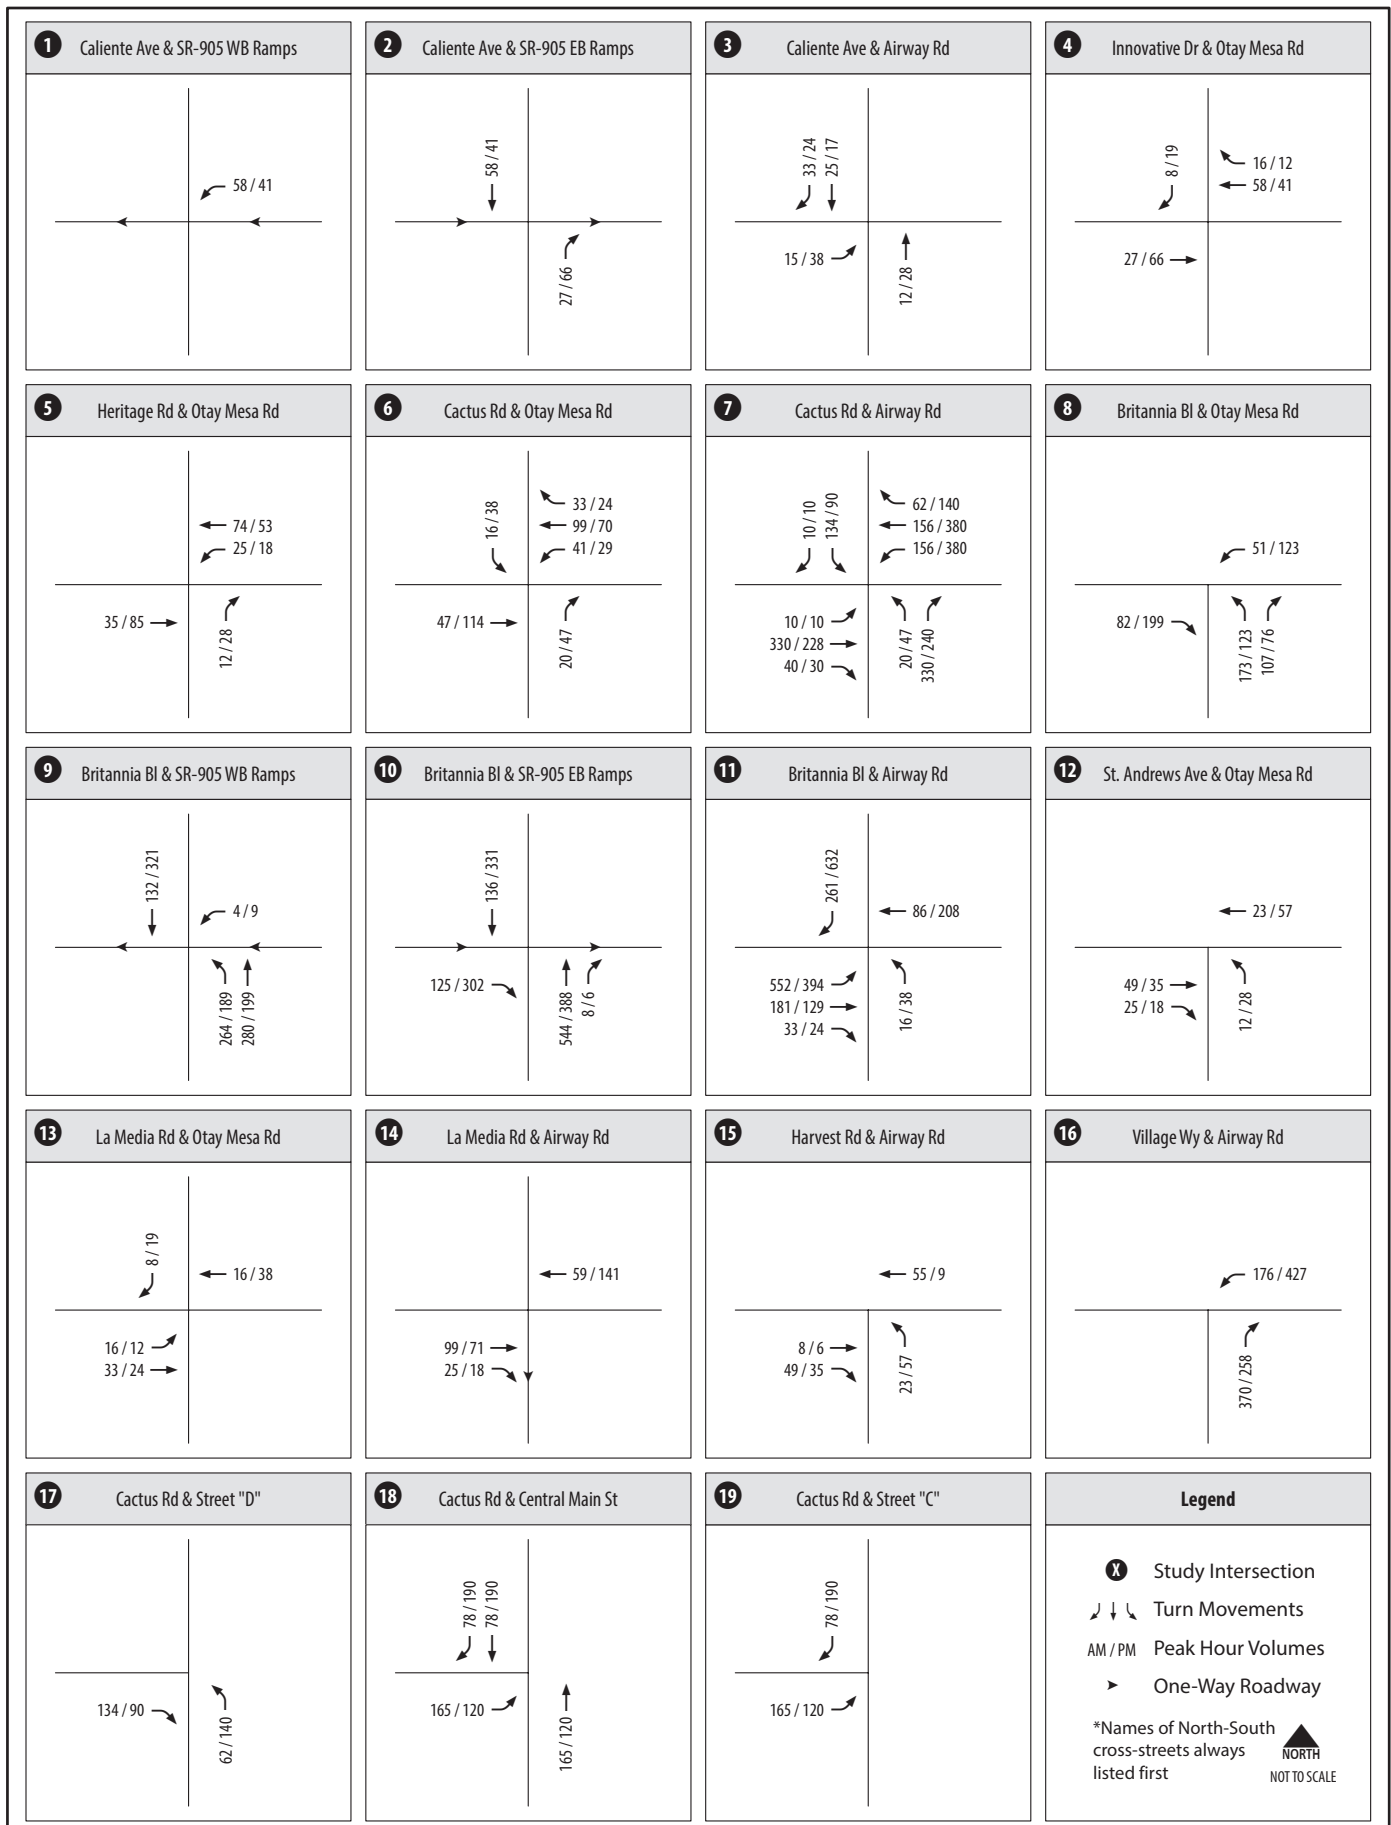 1 Caliente Ave & SR-905 WB Ramps
58 / 41
2 Caliente Ave & SR-905 EB Ramps
58 / 41
27 / 66
3 Caliente Ave & Airway Rd
33 / 24
25 / 17
15 / 38
12 / 28
4 Innovative Dr & Otay Mesa Rd
8 / 19
16 / 12
58 / 41
27 / 66
5 Heritage Rd & Otay Mesa Rd
74 / 53
25 / 18
35 / 85
12 / 28
6 Cactus Rd & Otay Mesa Rd
16 / 38
33 / 24
99 / 70
41 / 29
47 / 114
20 / 47
7 Cactus Rd & Airway Rd
10 / 10
134 / 90
62 / 140
156 / 380
156 / 380
10 / 10
330 / 228
40 / 30
20 / 47
330 / 240
8 Britannia Bl & Otay Mesa Rd
51 / 123
82 / 199
173 / 123
107 / 76
9 Britannia Bl & SR-905 WB Ramps
132 / 321
4 / 9
264 / 189
280 / 199
10 Britannia Bl & SR-905 EB Ramps
136 / 331
125 / 302
544 / 388
8 / 6
11 Britannia Bl & Airway Rd
261 / 632
86 / 208
552 / 394
181 / 129
33 / 24
16 / 38
12 St. Andrews Ave & Otay Mesa Rd
23 / 57
49 / 35
25 / 18
12 / 28
13 La Media Rd & Otay Mesa Rd
8 / 19
16 / 38
16 / 12
33 / 24
14 La Media Rd & Airway Rd
59 / 141
99 / 71
25 / 18
15 Harvest Rd & Airway Rd
55 / 9
8 / 6
49 / 35
23 / 57
16 Village Wy & Airway Rd
176 / 427
370 / 258
17 Cactus Rd & Street "D"
134 / 90
62 / 140
18 Cactus Rd & Central Main St
78 / 190
78 / 190
165 / 120
165 / 120
19 Cactus Rd & Street "C"
78 / 190
165 / 120
Legend
X Study Intersection
Turn Movements
AM / PM Peak Hour Volumes
One-Way Roadway
*Names of North-South
cross-streets always
listed first
NORTH
NOT TO SCALE